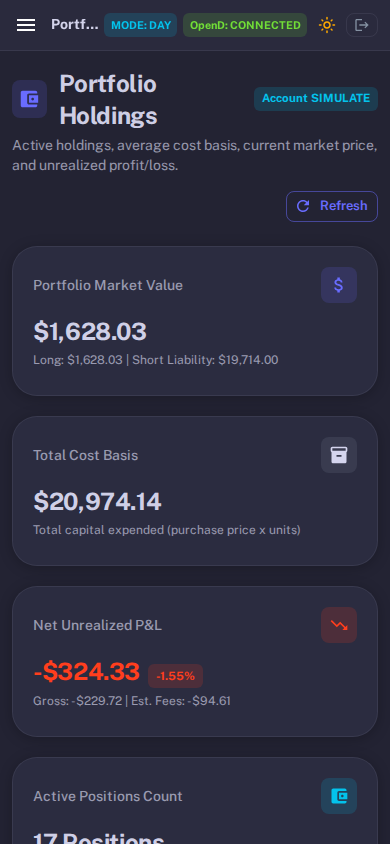 Portf...
MODE: DAY
OpenD: CONNECTED
Portfolio
Holdings
Account SIMULATE
Active holdings, average cost basis, current market price,
and unrealized profit/loss.
Refresh
Portfolio Market Value
$
$1,628.03
Long: $1,628.03 | Short Liability: $19,714.00
Total Cost Basis
$20,974.14
Total capital expended (purchase price x units)
Net Unrealized P&L
-$324.33
-1.55%
Gross: -$229.72 | Est. Fees: -$94.61
Active Positions Count
17 Positions